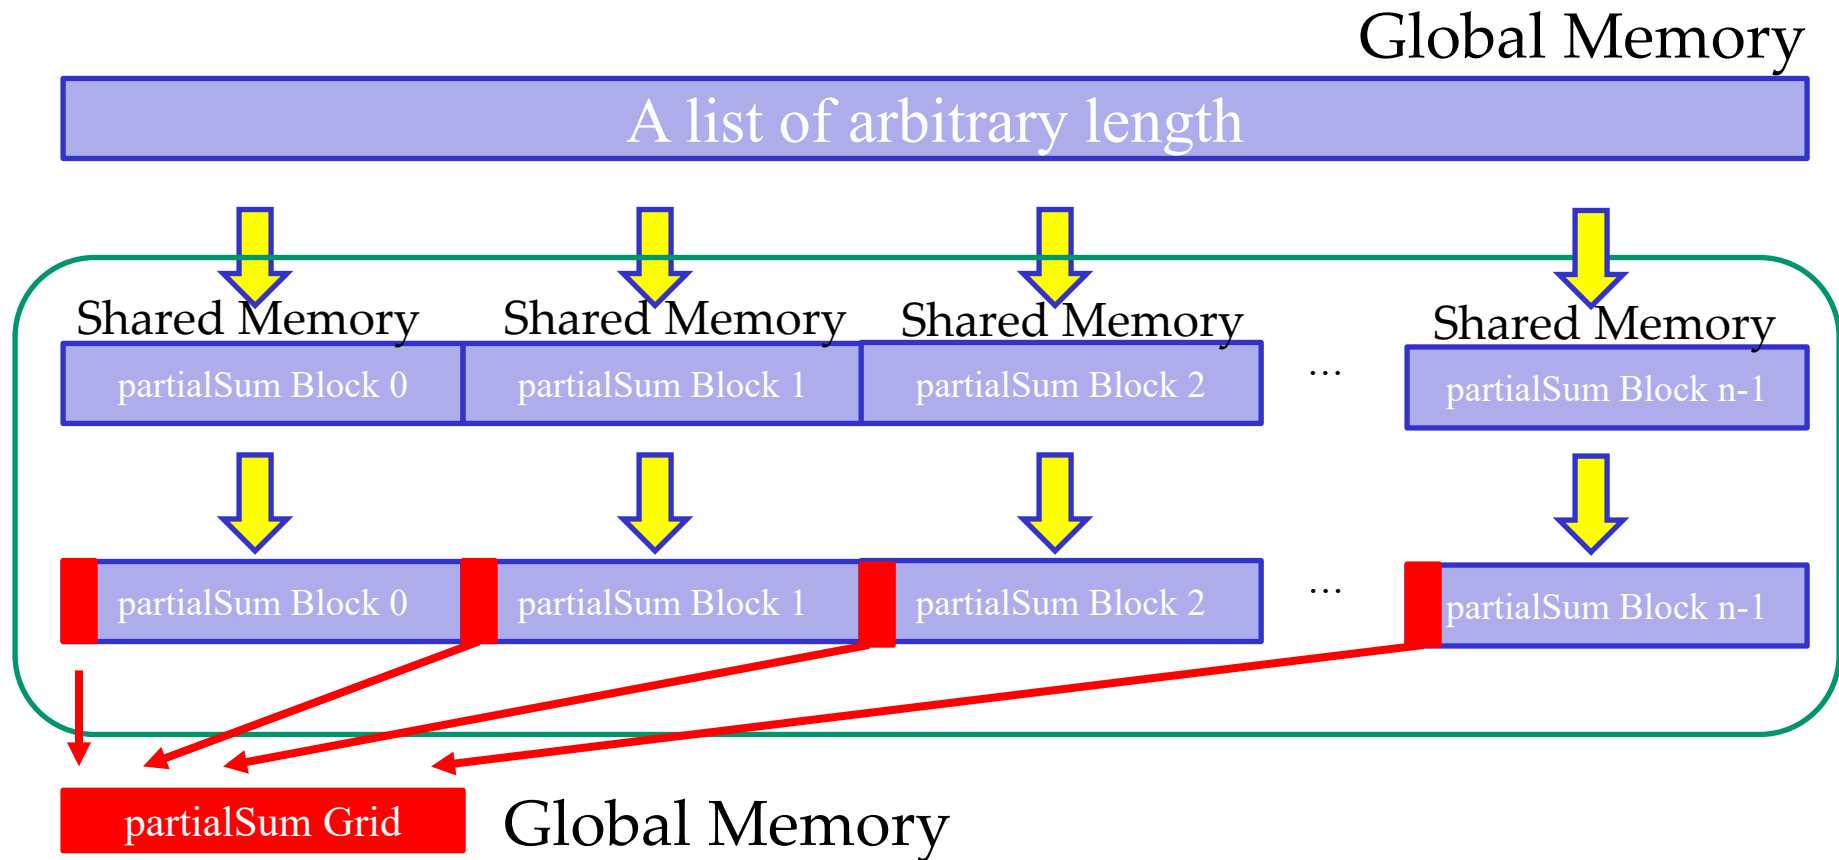 Global Memory
A list of arbitrary length
Shared Memory Shared Memory Shared Memory Shared Memory
partialSum Block 0 partialSum Block 1 partialSum Block 2 ... partialSum Block n-1
partialSum Block 0 partialSum Block 1 partialSum Block 2 ... partialSum Block n-1
partialSum Grid Global Memory